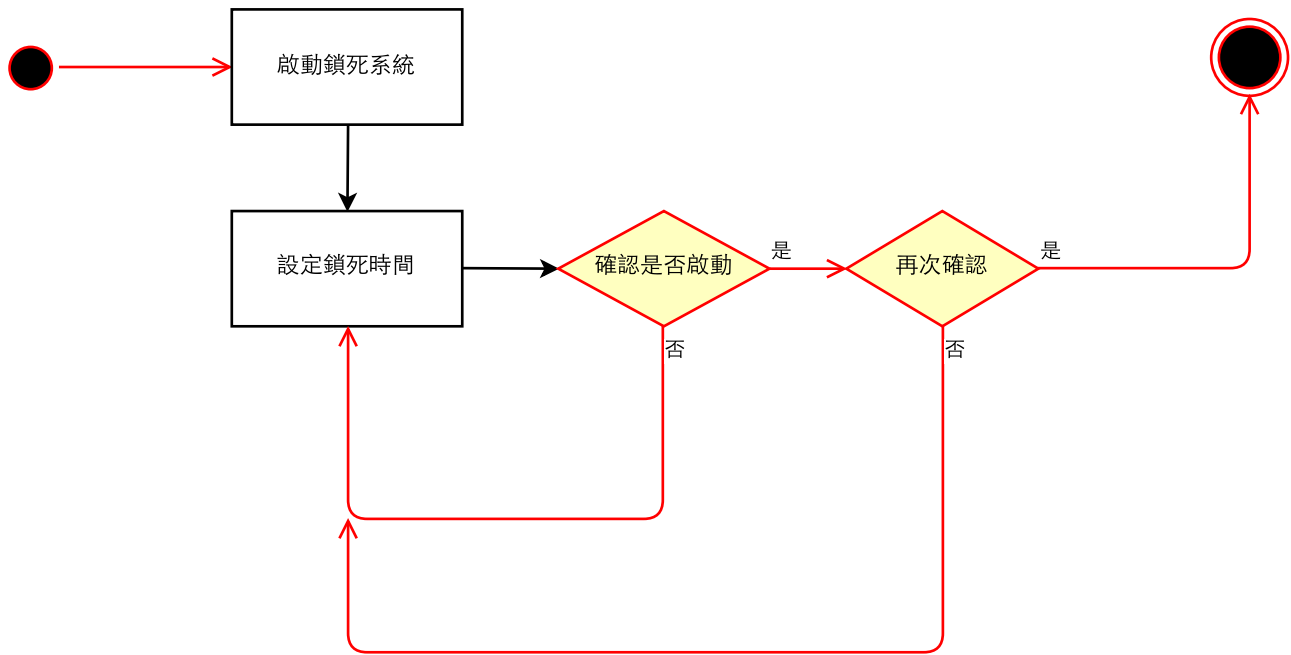 啟動鎖死系統
設定鎖死時間
確認是否啟動
是
再次確認
是
否
否